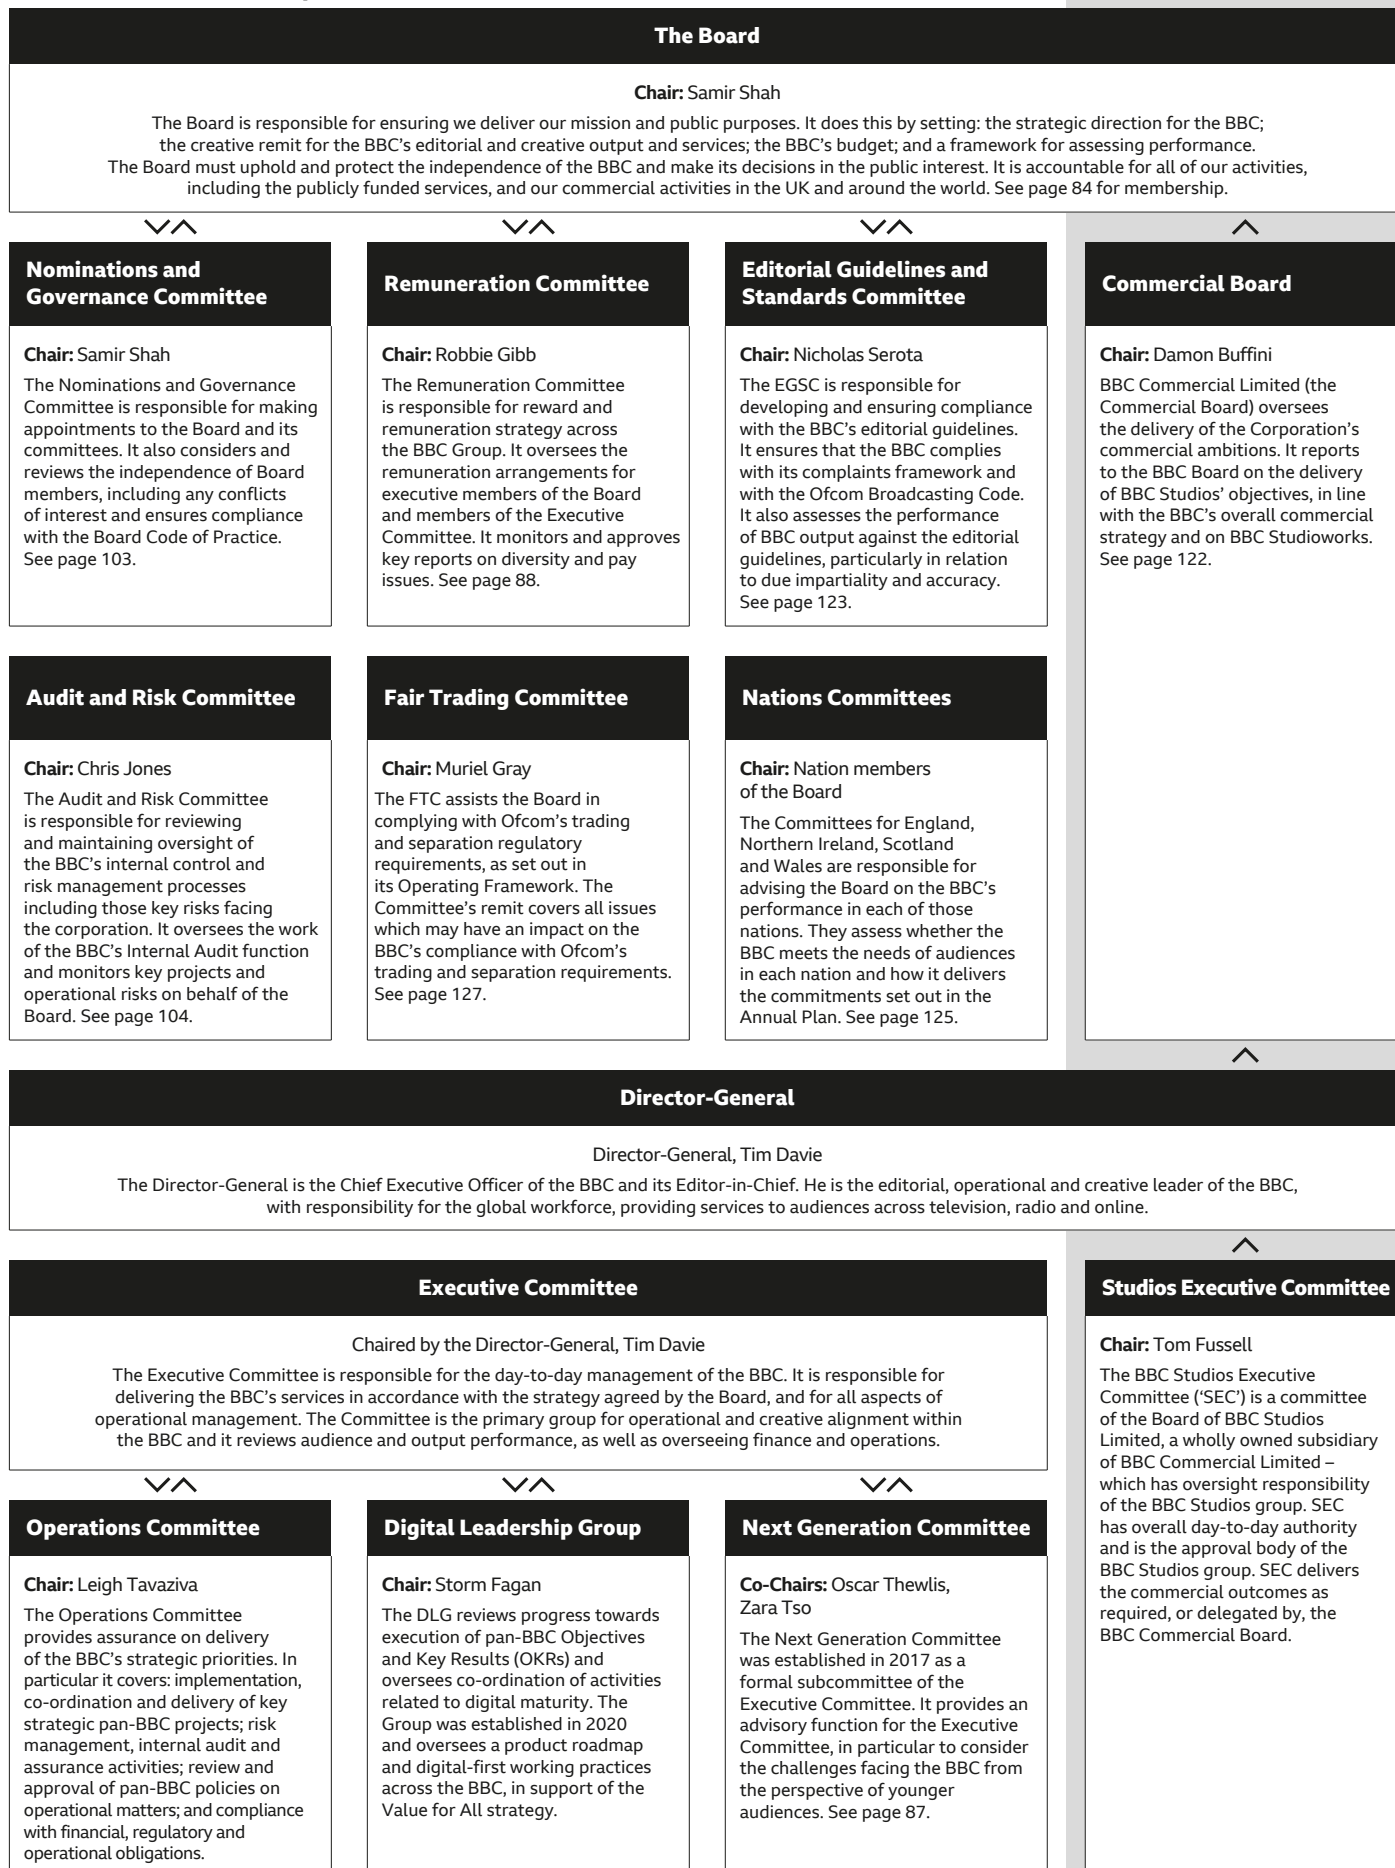 The Board
Chair: Samir Shah
The Board is responsible for ensuring we deliver our mission and public purposes. It does this by setting: the strategic direction for the BBC;
the creative remit for the BBC's editorial and creative output and services; the BBC's budget; and a framework for assessing performance.
The Board must uphold and protect the independence of the BBC and make its decisions in the public interest. It is accountable for all of our activities,
including the publicly funded services, and our commercial activities in the UK and around the world. See page 84 for membership.
Nominations and
Governance Committee
Chair: Samir Shah
The Nominations and Governance
Committee is responsible for making
appointments to the Board and its
committees. It also considers and
reviews the independence of Board
members, including any conflicts
of interest and ensures compliance
with the Board Code of Practice.
See page 103.
Remuneration Committee
Chair: Robbie Gibb
The Remuneration Committee
is responsible for reward and
remuneration strategy across
the BBC Group. It oversees the
remuneration arrangements for
executive members of the Board
and members of the Executive
Committee. It monitors and approves
key reports on diversity and pay
issues. See page 88.
Editorial Guidelines and
Standards Committee
Chair: Nicholas Serota
The EGSC is responsible for
developing and ensuring compliance
with the BBC's editorial guidelines.
It ensures that the BBC complies
with its complaints framework and
with the Ofcom Broadcasting Code.
It also assesses the performance
of BBC output against the editorial
guidelines, particularly in relation
to due impartiality and accuracy.
See page 123.
Commercial Board
Chair: Damon Buffini
BBC Commercial Limited (the
Commercial Board) oversees
the delivery of the Corporation's
commercial ambitions. It reports
to the BBC Board on the delivery
of BBC Studios' objectives, in line
with the BBC's overall commercial
strategy and on BBC Studioworks.
See page 122.
Audit and Risk Committee
Chair: Chris Jones
The Audit and Risk Committee
is responsible for reviewing
and maintaining oversight of
the BBC's internal control and
risk management processes
including those key risks facing
the corporation. It oversees the work
of the BBC's Internal Audit function
and monitors key projects and
operational risks on behalf of the
Board. See page 104.
Fair Trading Committee
Chair: Muriel Gray
The FTC assists the Board in
complying with Ofcom's trading
and separation regulatory
requirements, as set out in
its Operating Framework. The
Committee's remit covers all issues
which may have an impact on the
BBC's compliance with Ofcom's
trading and separation requirements.
See page 127.
Nations Committees
Chair: Nation members
of the Board
The Committees for England,
Northern Ireland, Scotland
and Wales are responsible for
advising the Board on the BBC's
performance in each of those
nations. They assess whether the
BBC meets the needs of audiences
in each nation and how it delivers
the commitments set out in the
Annual Plan. See page 125.
Director-General
Director-General, Tim Davie
The Director-General is the Chief Executive Officer of the BBC and its Editor-in-Chief. He is the editorial, operational and creative leader of the BBC,
with responsibility for the global workforce, providing services to audiences across television, radio and online.
Executive Committee
Chaired by the Director-General, Tim Davie
The Executive Committee is responsible for the day-to-day management of the BBC. It is responsible for
delivering the BBC's services in accordance with the strategy agreed by the Board, and for all aspects of
operational management. The Committee is the primary group for operational and creative alignment within
the BBC and it reviews audience and output performance, as well as overseeing finance and operations.
Studios Executive Committee
Chair: Tom Fussell
The BBC Studios Executive
Committee ('SEC') is a committee
of the Board of BBC Studios
Limited, a wholly owned subsidiary
of BBC Commercial Limited –
which has oversight responsibility
of the BBC Studios group. SEC
has overall day-to-day authority
and is the approval body of the
BBC Studios group. SEC delivers
the commercial outcomes as
required, or delegated by, the
BBC Commercial Board.
Operations Committee
Chair: Leigh Tavaziva
The Operations Committee
provides assurance on delivery
of the BBC's strategic priorities. In
particular it covers: implementation,
co-ordination and delivery of key
strategic pan-BBC projects; risk
management, internal audit and
assurance activities; review and
approval of pan-BBC policies on
operational matters; and compliance
with financial, regulatory and
operational obligations.
Digital Leadership Group
Chair: Storm Fagan
The DLG reviews progress towards
execution of pan-BBC Objectives
and Key Results (OKRs) and
oversees co-ordination of activities
related to digital maturity. The
Group was established in 2020
and oversees a product roadmap
and digital-first working practices
across the BBC, in support of the
Value for All strategy.
Next Generation Committee
Co-Chairs: Oscar Thewlis,
Zara Tso
The Next Generation Committee
was established in 2017 as a
formal subcommittee of the
Executive Committee. It provides an
advisory function for the Executive
Committee, in particular to consider
the challenges facing the BBC from
the perspective of younger
audiences. See page 87.